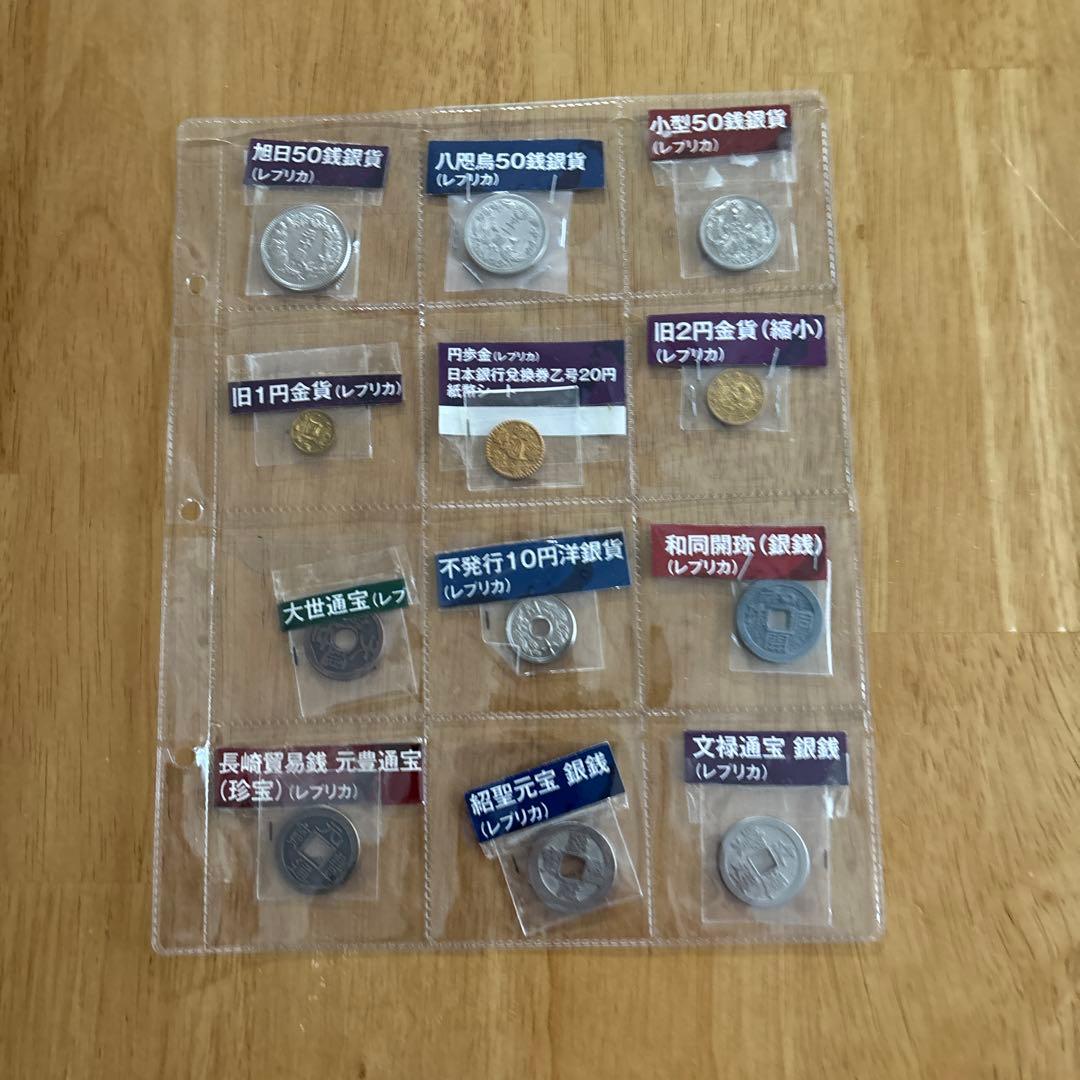 旭日50銭銀貨
(レプリカ)
八咫烏50銭銀貨
(レプリカ)
小型50銭銀貨
(レプリカ)
旧1円金貨(レプリカ)
円歩金(レプリカ)
日本銀行兌換券乙号20円
紙幣シート
旧2円金貨(縮小)
(レプリカ)
大世通宝(レプ
不発行10円洋銀貨
(レプリカ)
和同開珎(銀銭)
(レプリカ)
長崎貿易銭 元豊通宝
(珍宝)(レプリカ)
紹聖元宝 銀銭
(レプリカ)
文禄通宝 銀銭
(レプリカ)